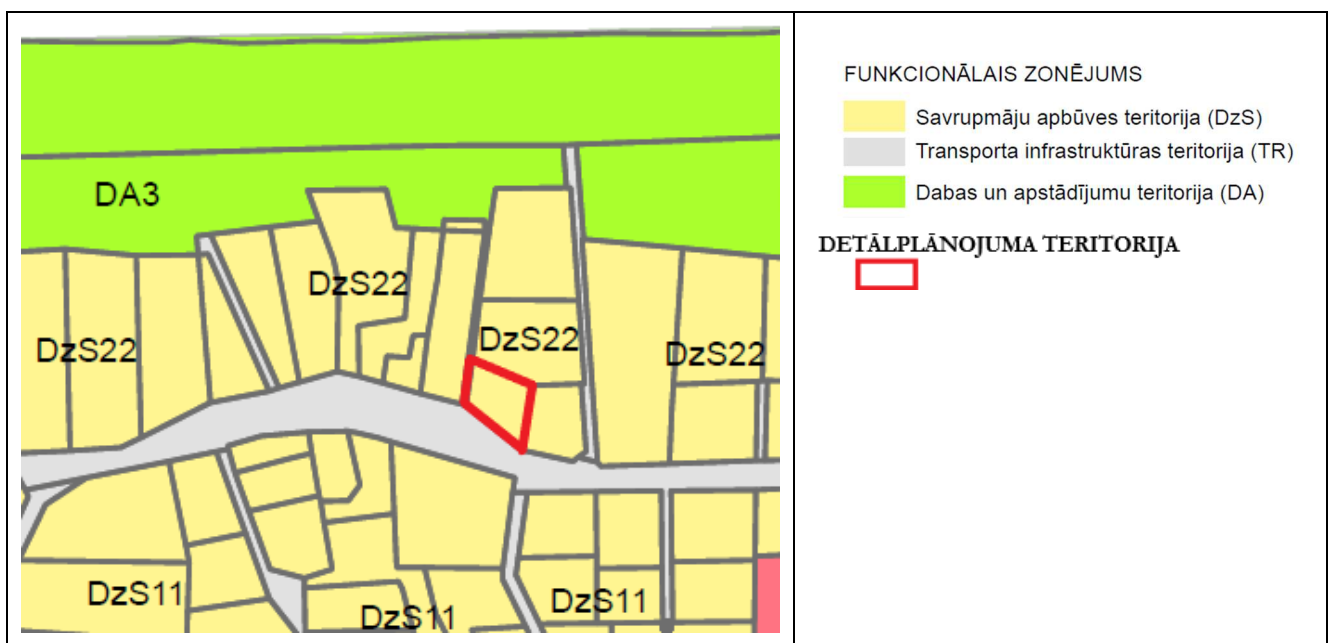 DA3
DzS22
DzS22
DzS22
DzS22
DzS11
DzS11
DzS11
FUNKCIONĀLAIS ZONĒJUMS
Savrupmāju apbūves teritorija (DzS)
Transporta infrastruktūras teritorija (TR)
Dabas un apstādījumu teritorija (DA)
DETĀLPLĀNOJUMA TERITORIJA